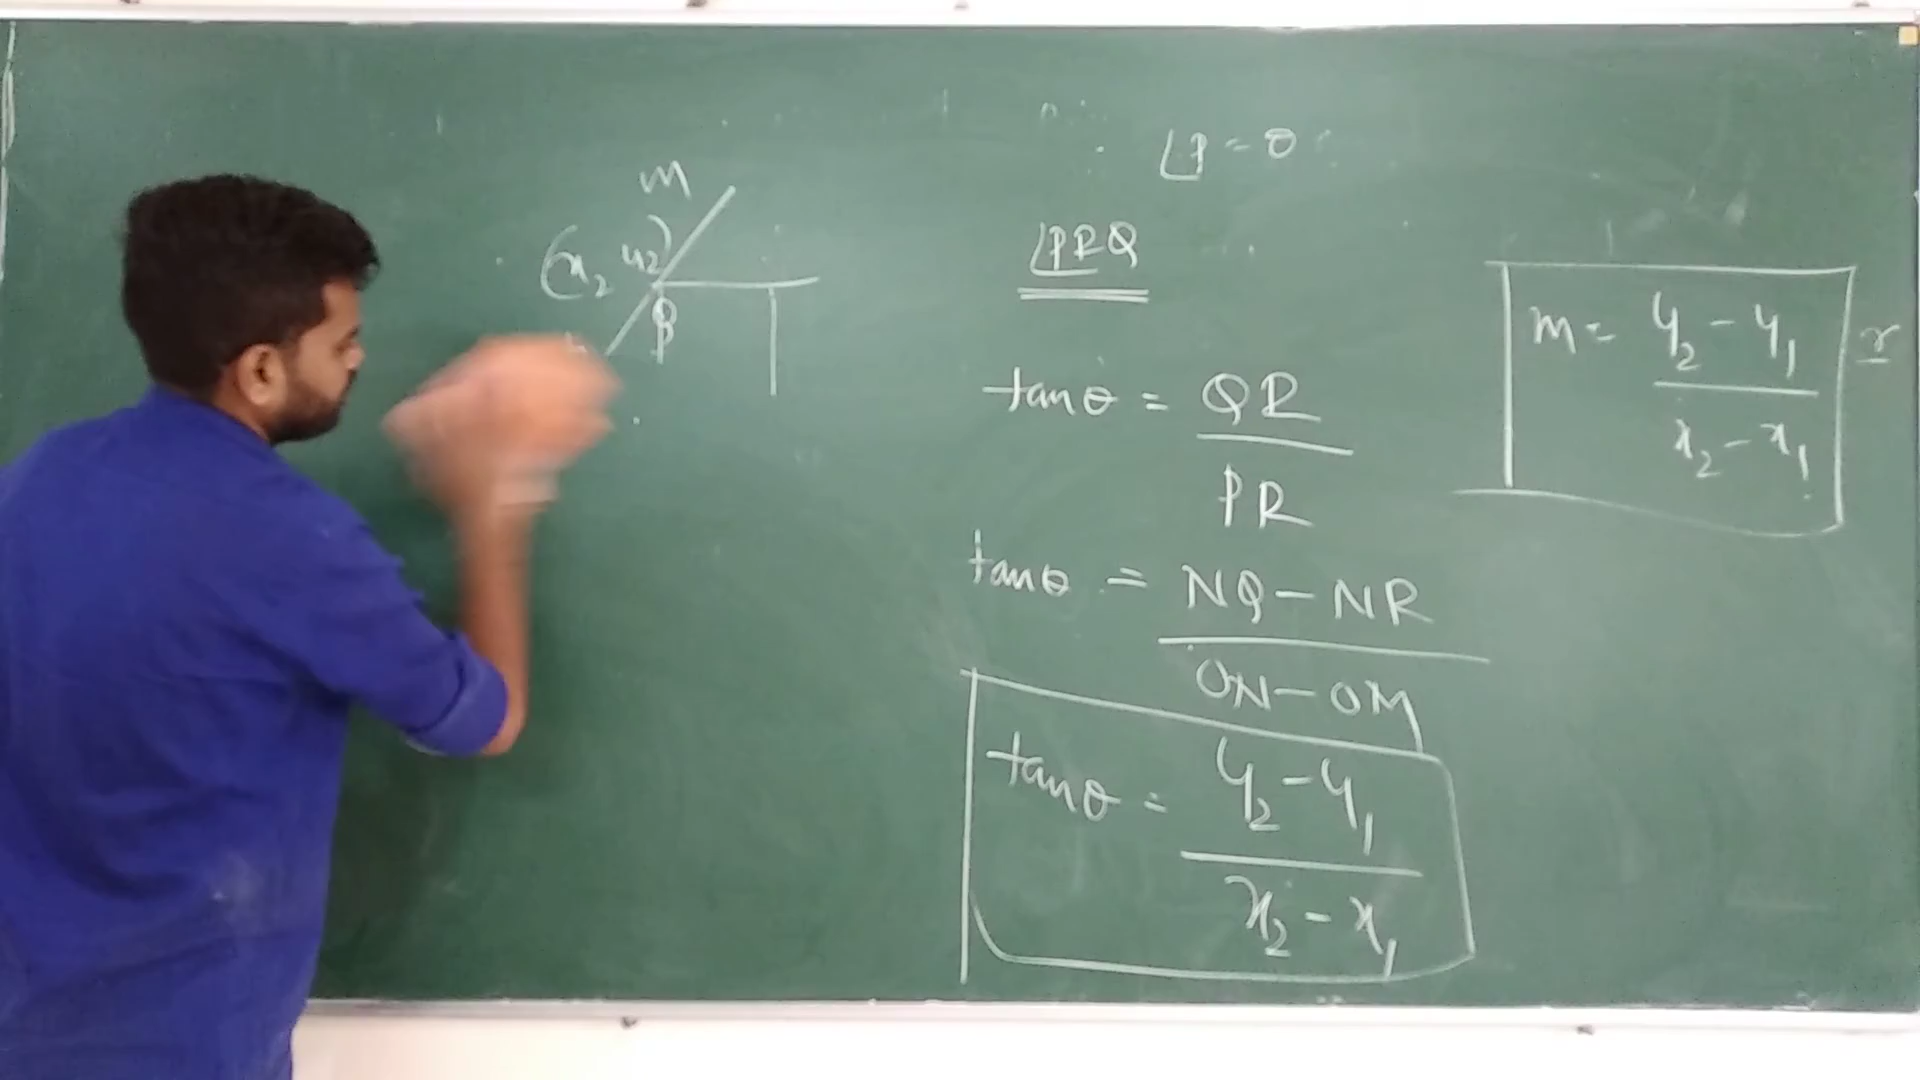 ∠P = θ
m
(x₂ y₂)
Q
∠PRQ
tanθ = QR / PR
tanθ = NQ - NR / ON - OM
tanθ = y₂ - y₁ / x₂ - x₁
m = y₂ - y₁ / x₂ - x₁